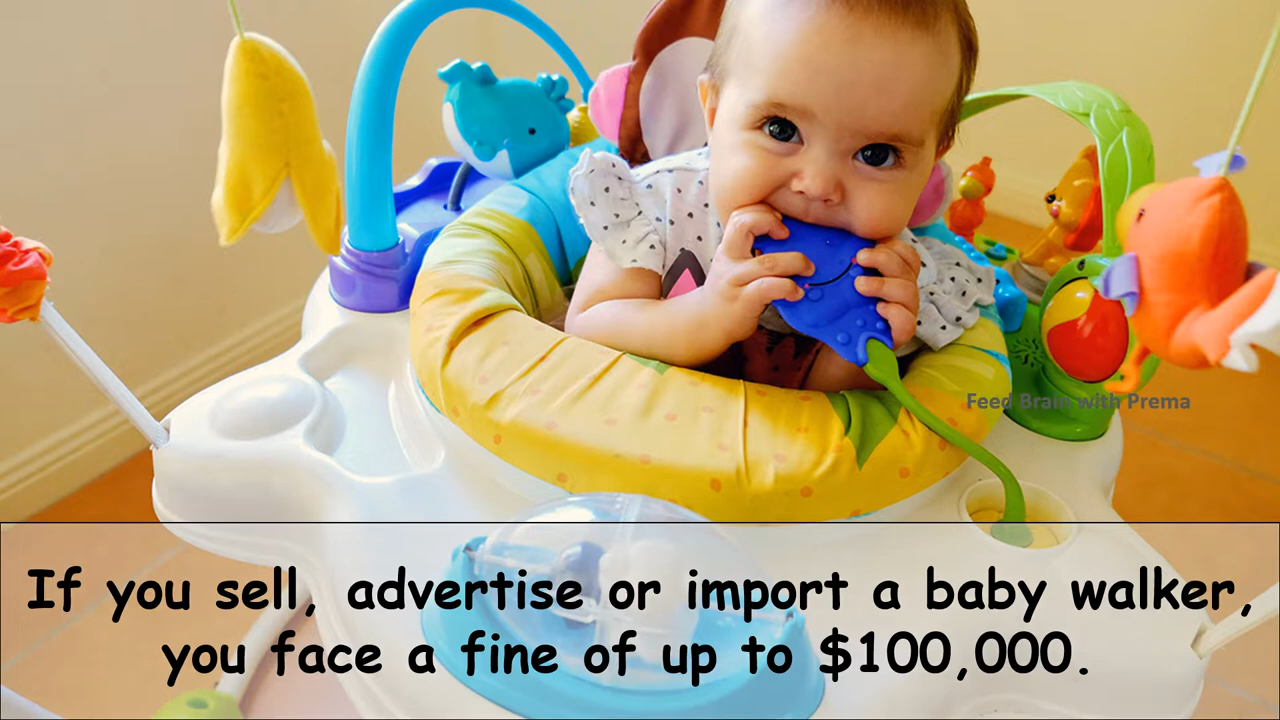 Feed Brain with Prema
If you sell, advertise or import a baby walker,
you face a fine of up to $100,000.